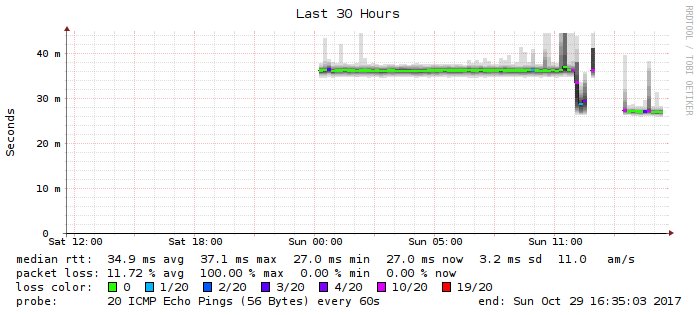 Last 30 Hours
RRDTOOL / TOBI OETIKER
Seconds
40 m
30 m
20 m
10 m
0
Sat 12:00 Sat 18:00 Sun 00:00 Sun 05:00 Sun 11:00
median rtt: 34.9 ms avg 37.1 ms max 27.0 ms min 27.0 ms now 3.2 ms sd 11.0 am/s
packet loss: 11.72 % avg 100.00 % max 0.00 % min 0.00 % now
loss color: 0 1/20 2/20 3/20 4/20 10/20 19/20
probe: 20 ICMP Echo Pings (56 Bytes) every 60s end: Sun Oct 29 16:35:03 2017